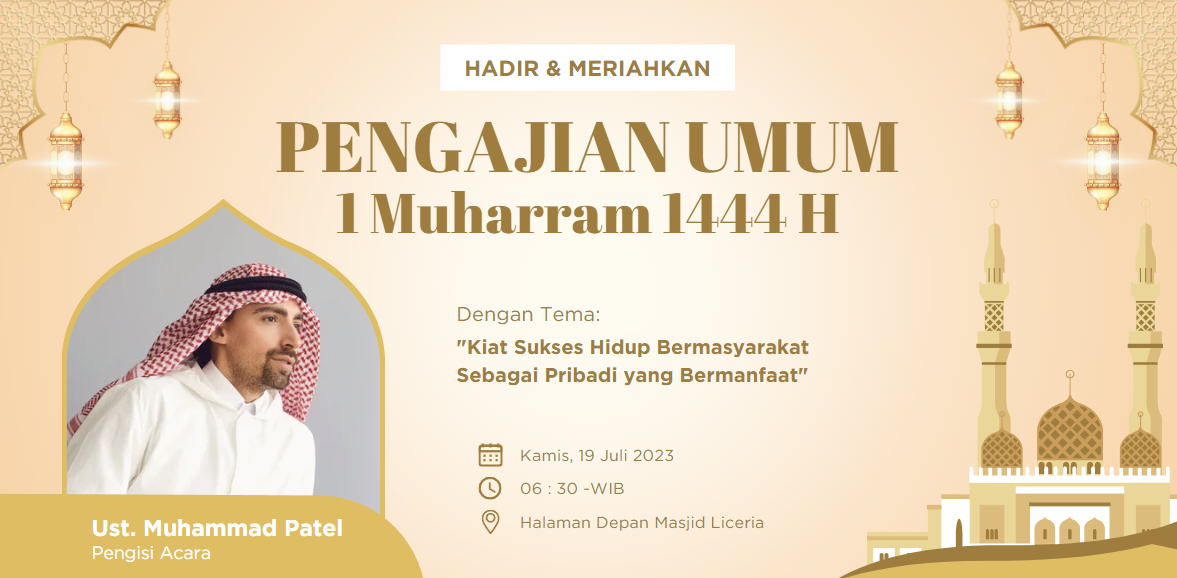 HADIR & MERIAHKAN
PENGAJIAN UMUM
1 Muharram 1444 H
Dengan Tema:
"Kiat Sukses Hidup Bermasyarakat
Sebagai Pribadi yang Bermanfaat"
Kamis, 19 Juli 2023
06 : 30 -WIB
Halaman Depan Masjid Liceria
Ust. Muhammad Patel
Pengisi Acara